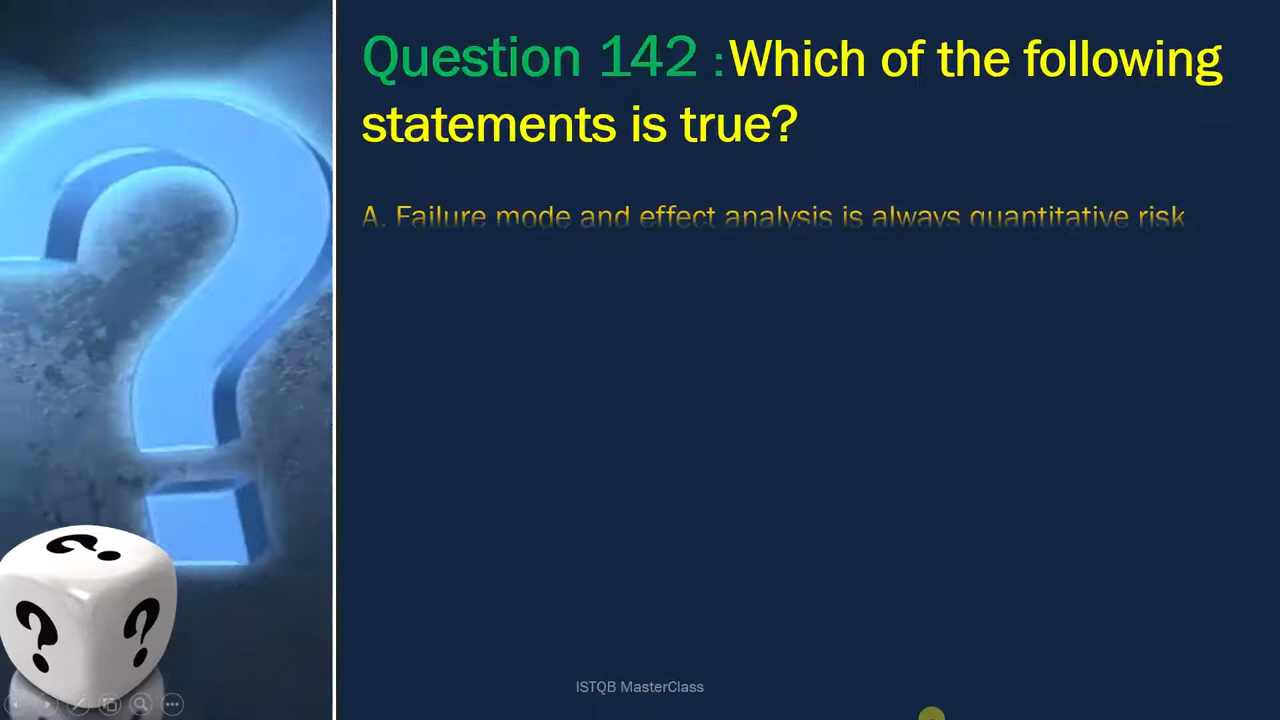 Question 142 :Which of the following
statements is true?
A. Failure mode and effect analysis is always quantitative risk
ISTQB MasterClass